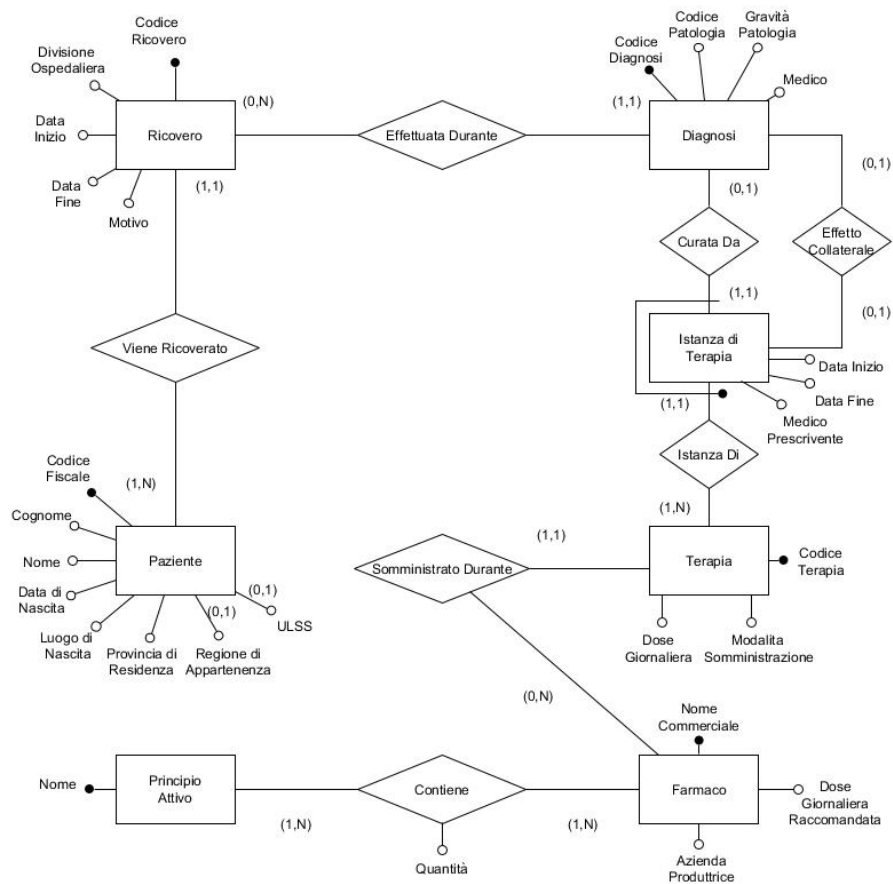 Codice
Ricovero
Divisione
Ospedaliera
(0,N)
Data
Inizio
Ricovero
Data
Fine
Motivo
(1,1)
Effettuata Durante
Codice
Patologia
Gravità
Patologia
Codice
Diagnosi
Medico
(1,1)
Diagnosi
(0,1)
(0,1)
Curata Da
Effetto
Collaterale
(1,1)
(0,1)
Istanza di
Terapia
Data Inizio
Data Fine
Medico
Prescrivente
(1,1)
Viene Ricoverato
Istanza Di
(1,N)
Codice
Fiscale
(1,N)
Cognome
Nome
Paziente
Data di
Nascita
Luogo di
Nascita
Provincia di
Residenza
(0,1)
Regione di
Appartenenza
(0,1)
ULSS
Somministrato Durante
(1,1)
Terapia
Codice
Terapia
Dose
Giornaliera
Modalita
Somministrazione
(0,N)
Nome
Commerciale
Nome
Principio
Attivo
(1,N)
Contiene
Quantità
(1,N)
Farmaco
Dose
Giornaliera
Raccomandata
Azienda
Produttrice